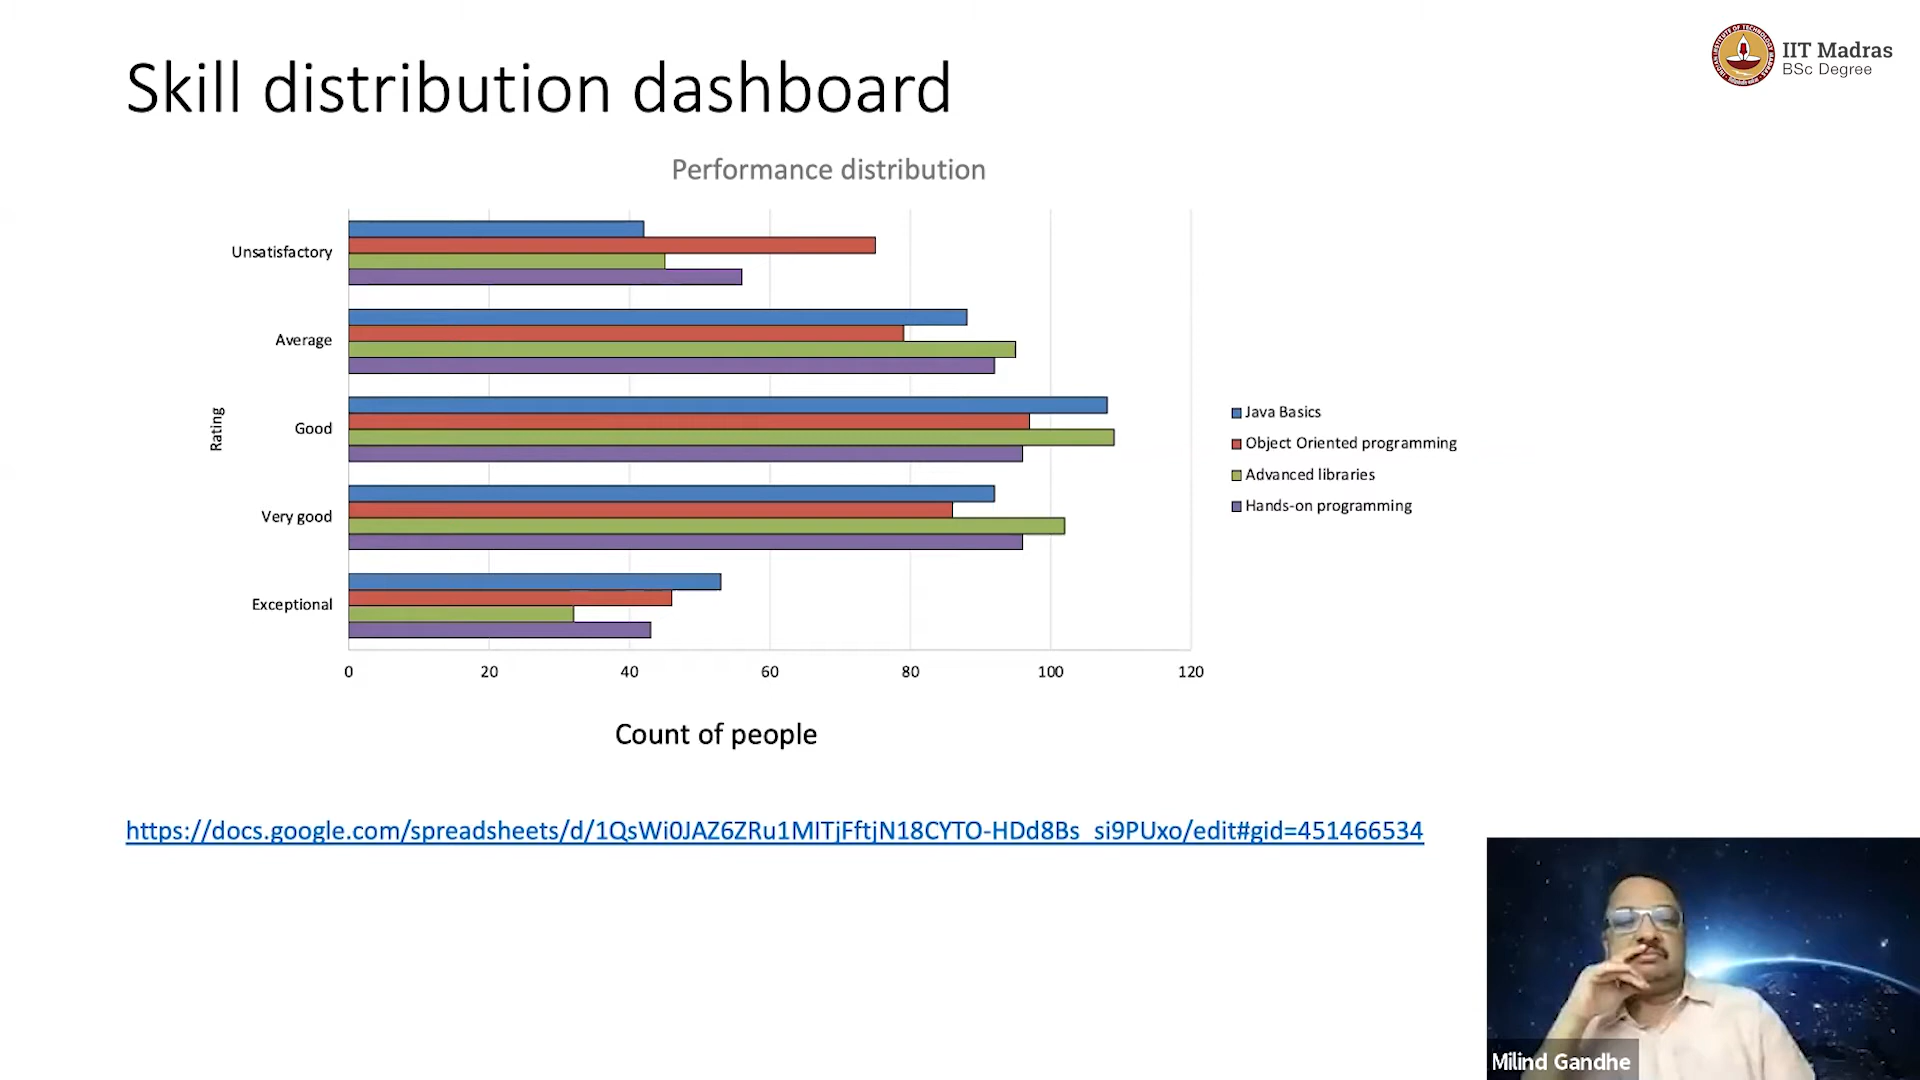 Skill distribution dashboard
IIT Madras
BSc Degree
Performance distribution
Unsatisfactory
Average
Good
Very good
Exceptional
Rating
0 20 40 60 80 100 120
Count of people
Java Basics
Object Oriented programming
Advanced libraries
Hands-on programming
https://docs.google.com/spreadsheets/d/1QsWi0JAZ6ZRu1MITjFftjN18CYTO-HDd8Bs_si9PUxo/edit#gid=451466534
Milind Gandhe